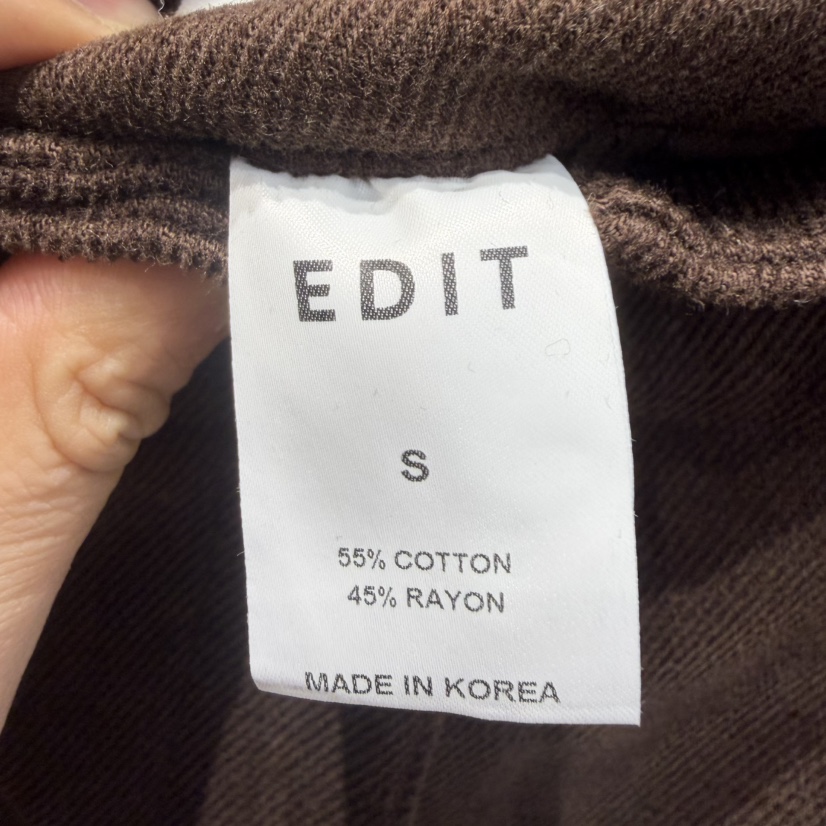 EDIT
S
55% COTTON
45% RAYON
MADE IN KOREA